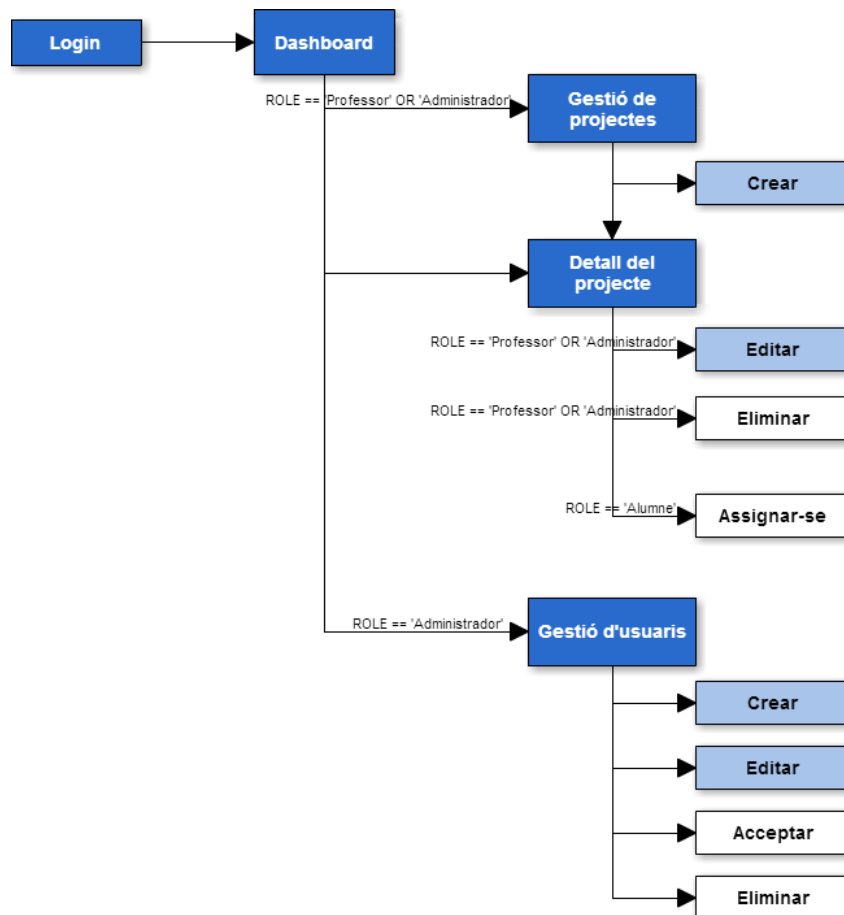 Login
Dashboard
ROLE == 'Professor' OR 'Administrador'
Gestió de
projectes
Crear
Detall del
projecte
ROLE == 'Professor' OR 'Administrador'
Editar
ROLE == 'Professor' OR 'Administrador'
Eliminar
ROLE == 'Alumne'
Assignar-se
ROLE == 'Administrador'
Gestió d'usuaris
Crear
Editar
Acceptar
Eliminar